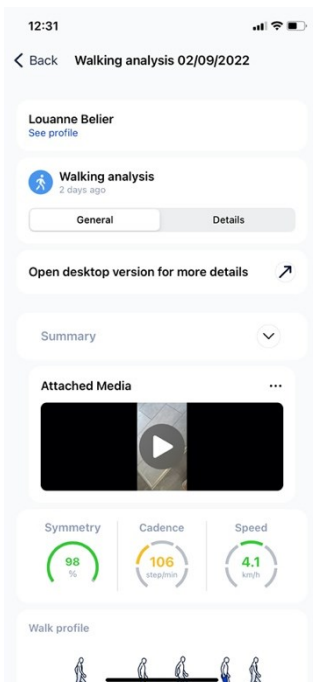 12:31
Back Walking analysis 02/09/2022
Louanne Belier
See profile
Walking analysis
2 days ago
General Details
Open desktop version for more details
Summary
Attached Media
Symmetry Cadence Speed
98 106 4.1
% step/min km/h
Walk profile